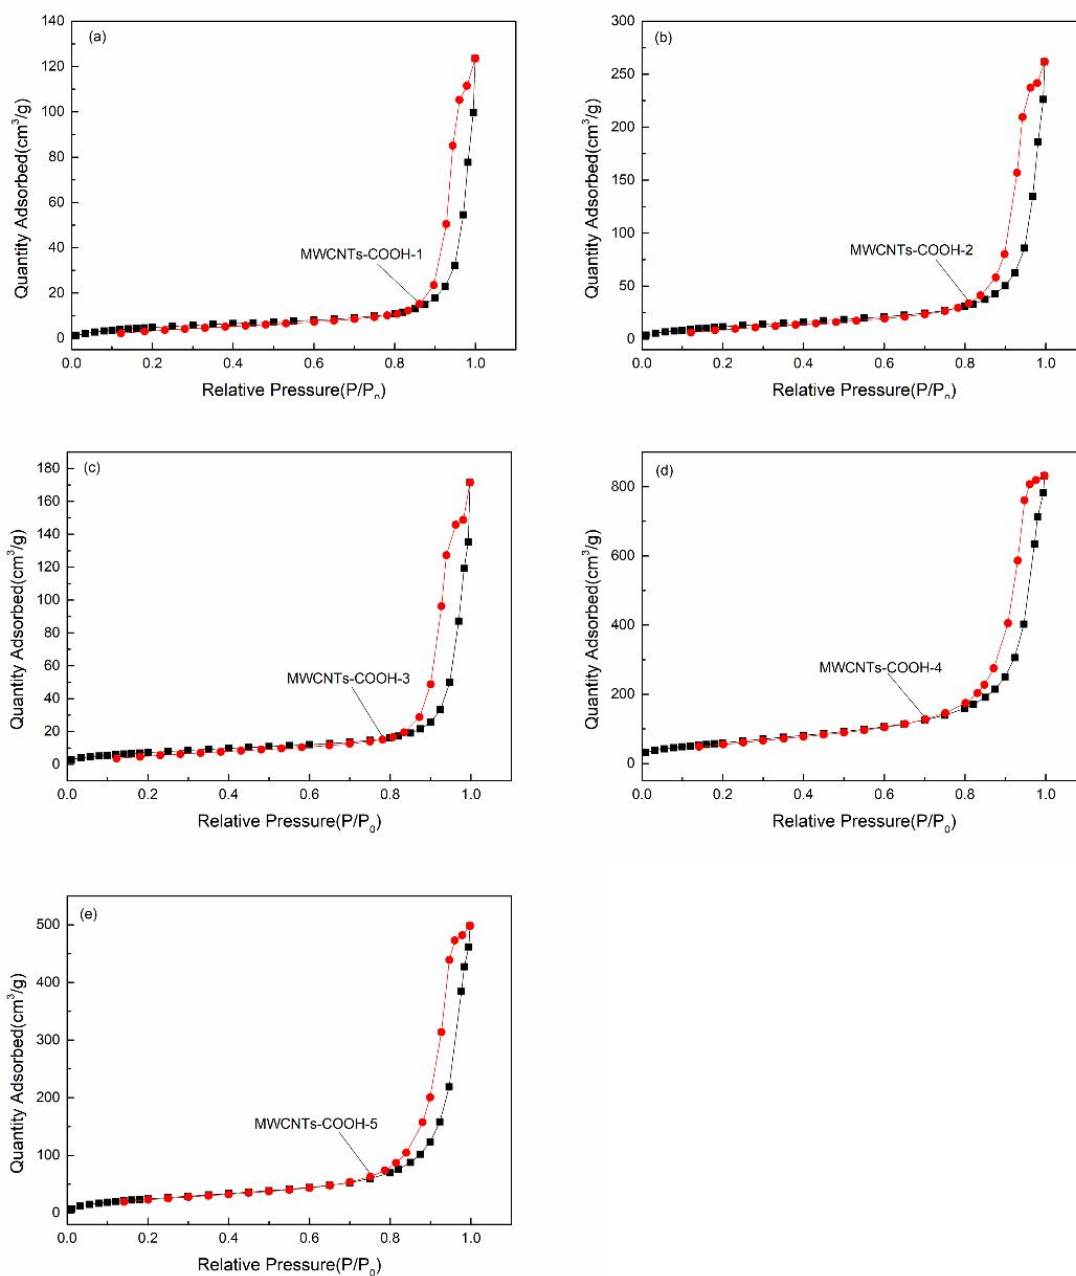 (a)
140
120
100
80
60
40
20
0
Quantity Adsorbed(cm³/g)
MWCNTs-COOH-1
0.0 0.2 0.4 0.6 0.8 1.0
Relative Pressure(P/P₀)
(b)
300
250
200
150
100
50
0
Quantity Adsorbed(cm³/g)
MWCNTs-COOH-2
0.0 0.2 0.4 0.6 0.8 1.0
Relative Pressure(P/P₀)
(c)
180
160
140
120
100
80
60
40
20
0
Quantity Adsorbed(cm³/g)
MWCNTs-COOH-3
0.0 0.2 0.4 0.6 0.8 1.0
Relative Pressure(P/P₀)
(d)
800
600
400
200
0
Quantity Adsorbed(cm³/g)
MWCNTs-COOH-4
0.0 0.2 0.4 0.6 0.8 1.0
Relative Pressure(P/P₀)
(e)
500
400
300
200
100
0
Quantity Adsorbed(cm³/g)
MWCNTs-COOH-5
0.0 0.2 0.4 0.6 0.8 1.0
Relative Pressure(P/P₀)